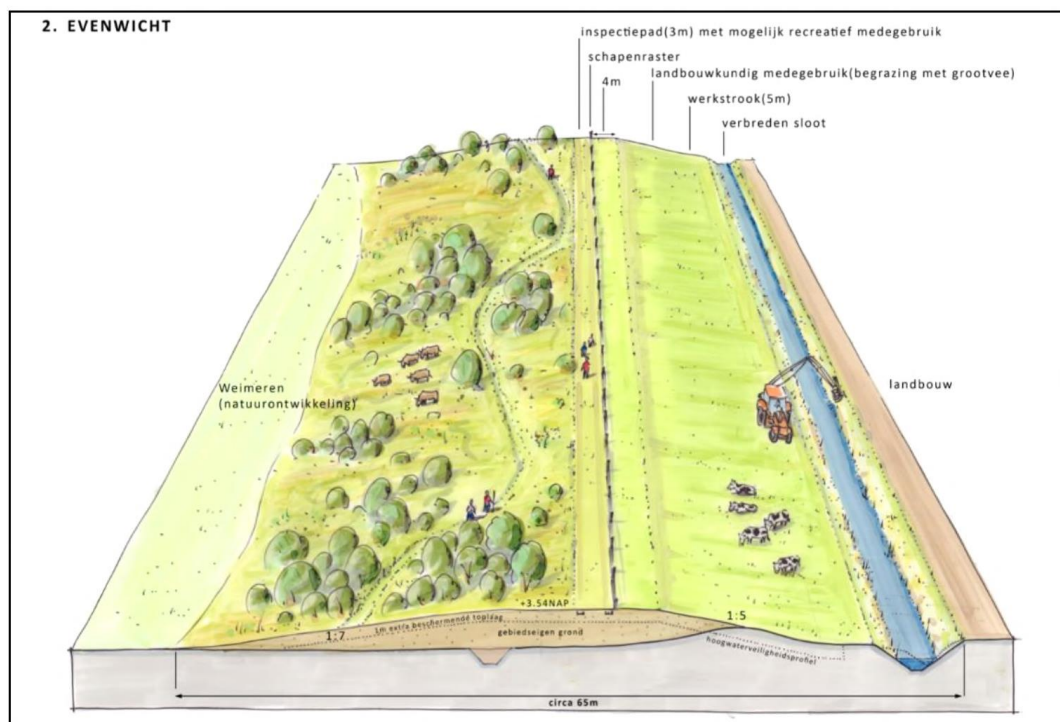 2. EVENWICHT
inspectiepad(3m) met mogelijk recreatief medegebruik
schapenraster
landbouwkundig medegebruik(begrazing met grootvee)
4m
werkstrook(5m)
verbreden sloot
Weimeren
(natuurontwikkeling)
landbouw
+3.54NAP
1:7
1m extra beschermende toplaag
1:5
gebiedseigen grond
hoogwaterveiligheidsprofiel
circa 65m